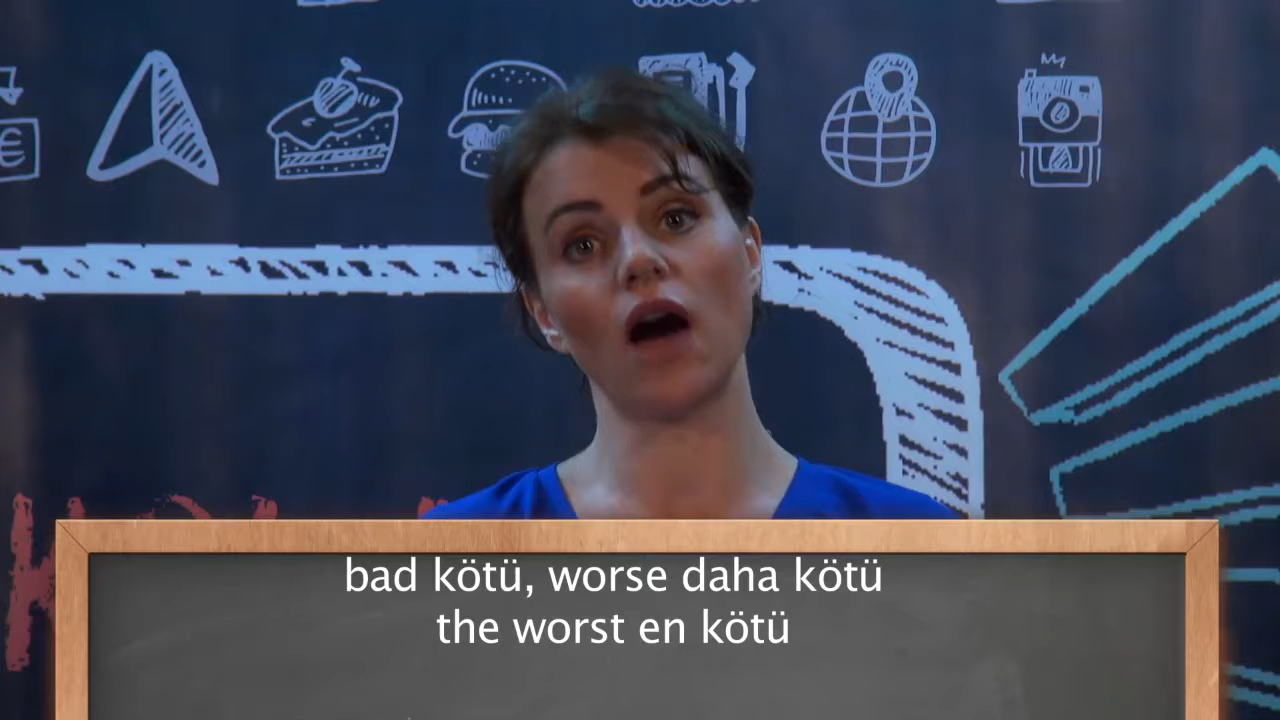 €
bad kötü, worse daha kötü
the worst en kötü